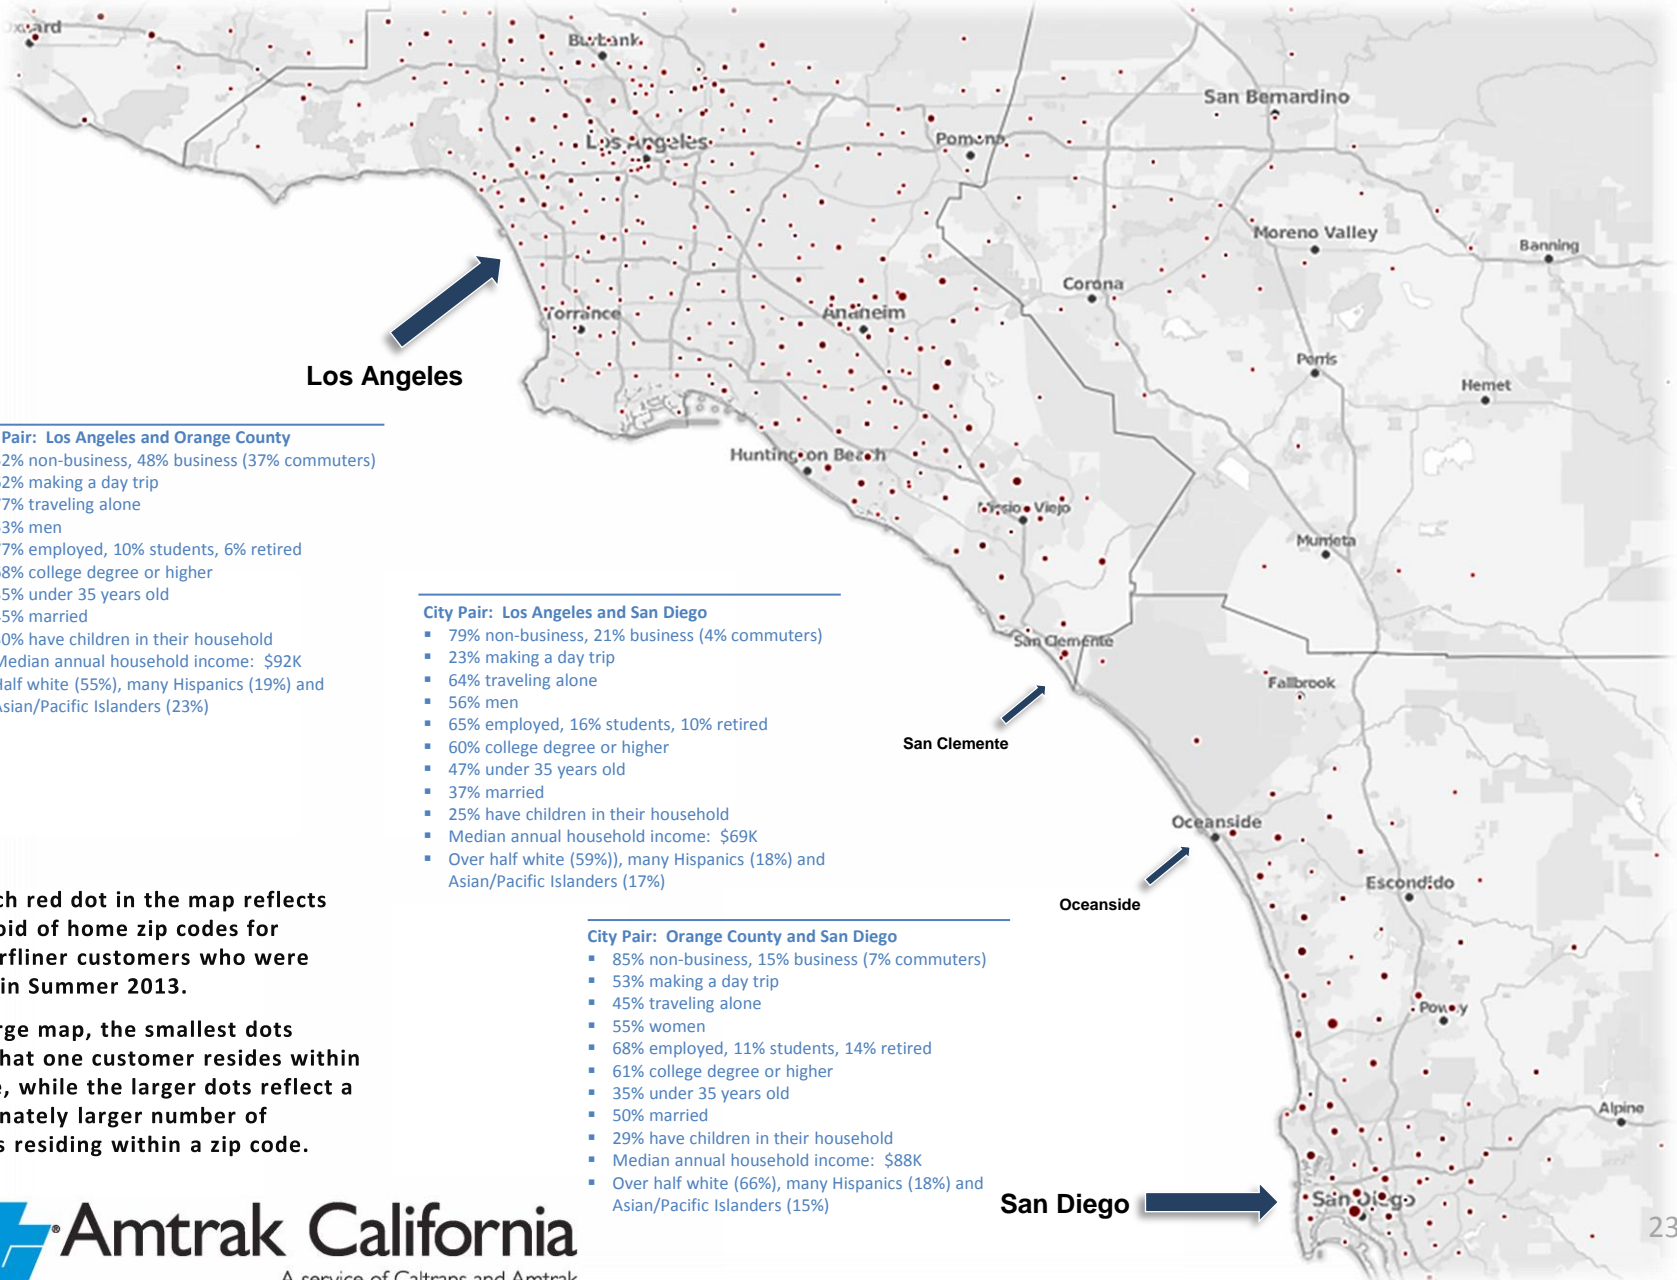 Burbank
San Bernardino
Los Angeles
Pomona
Moreno Valley
Banning
Corona
Torrance
Anaheim
Los Angeles
Perris
Hemet
Pair: Los Angeles and Orange County
2% non-business, 48% business (37% commuters)
2% making a day trip
7% traveling alone
3% men
7% employed, 10% students, 6% retired
8% college degree or higher
5% under 35 years old
5% married
0% have children in their household
Median annual household income: $92K
Half white (55%), many Hispanics (19%) and
Asian/Pacific Islanders (23%)
Huntington Beach
Mission Viejo
Murrieta
City Pair: Los Angeles and San Diego
▪ 79% non-business, 21% business (4% commuters)
▪ 23% making a day trip
▪ 64% traveling alone
▪ 56% men
▪ 65% employed, 16% students, 10% retired
▪ 60% college degree or higher
▪ 47% under 35 years old
▪ 37% married
▪ 25% have children in their household
▪ Median annual household income: $69K
▪ Over half white (59%)), many Hispanics (18%) and
Asian/Pacific Islanders (17%)
San Clemente
Fallbrook
San Clemente
Oceanside
Escondido
Oceanside
ch red dot in the map reflects
oid of home zip codes for
rfliner customers who were
in Summer 2013.
rge map, the smallest dots
hat one customer resides within
e, while the larger dots reflect a
nately larger number of
s residing within a zip code.
City Pair: Orange County and San Diego
▪ 85% non-business, 15% business (7% commuters)
▪ 53% making a day trip
▪ 45% traveling alone
▪ 55% women
▪ 68% employed, 11% students, 14% retired
▪ 61% college degree or higher
▪ 35% under 35 years old
▪ 50% married
▪ 29% have children in their household
▪ Median annual household income: $88K
▪ Over half white (66%), many Hispanics (18%) and
Asian/Pacific Islanders (15%)
Poway
Alpine
San Diego
San Diego
Amtrak California
A service of Caltrans and Amtrak
23